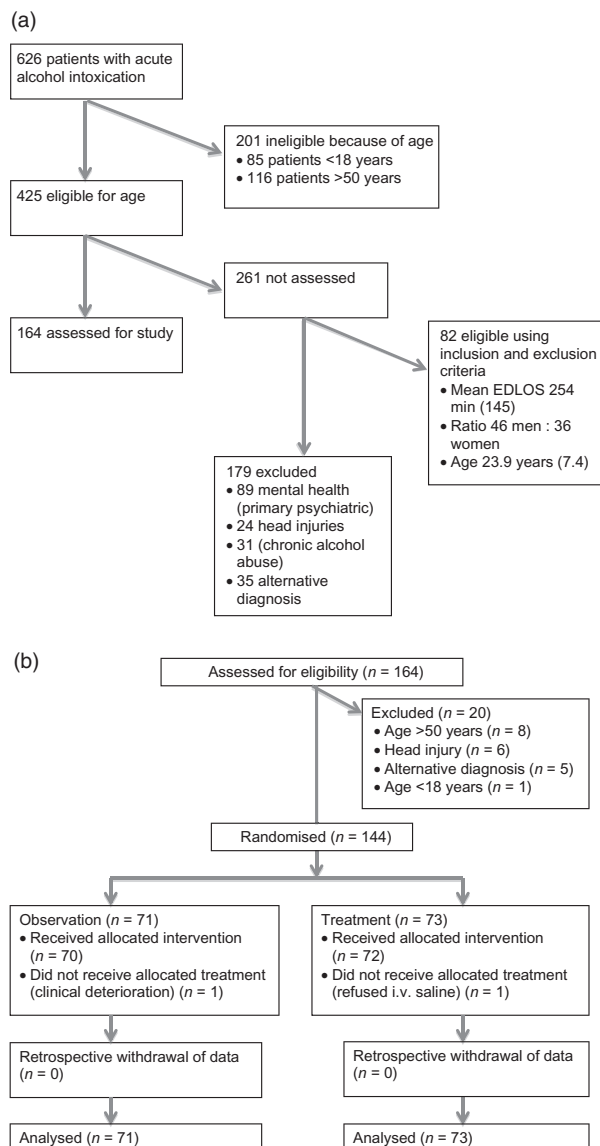 (a)
626 patients with acute
alcohol intoxication
201 ineligible because of age
• 85 patients <18 years
• 116 patients >50 years
425 eligible for age
261 not assessed
164 assessed for study
82 eligible using
inclusion and exclusion
criteria
• Mean EDLOS 254
min (145)
• Ratio 46 men : 36
women
• Age 23.9 years (7.4)
179 excluded
• 89 mental health
(primary psychiatric)
• 24 head injuries
• 31 (chronic alcohol
abuse)
• 35 alternative
diagnosis
(b)
Assessed for eligibility (n = 164)
Excluded (n = 20)
• Age >50 years (n = 8)
• Head injury (n = 6)
• Alternative diagnosis (n = 5)
• Age <18 years (n = 1)
Randomised (n = 144)
Observation (n = 71)
• Received allocated intervention
(n = 70)
• Did not receive allocated treatment
(clinical deterioration) (n = 1)
Treatment (n = 73)
• Received allocated intervention
(n = 72)
• Did not receive allocated treatment
(refused i.v. saline) (n = 1)
Retrospective withdrawal of data
(n = 0)
Retrospective withdrawal of data
(n = 0)
Analysed (n = 71)
Analysed (n = 73)